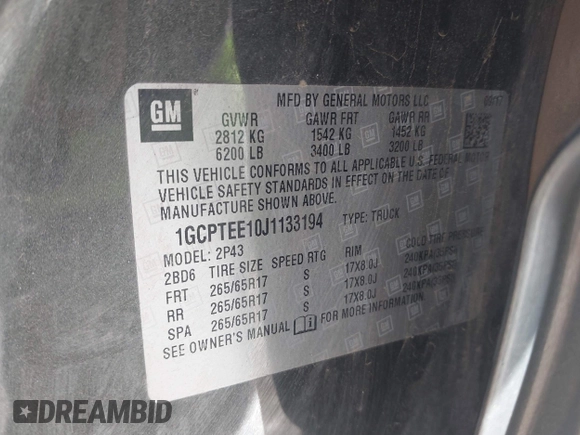 GM
MFD BY GENERAL MOTORS LLC
GVWR GAWR FRT GAWR RR
2812 KG 1542 KG 1452 KG
6200 LB 3400 LB 3200 LB
THIS VEHICLE CONFORMS TO ALL APPLICABLE U.S. FEDERAL MOTOR
VEHICLE SAFETY STANDARDS IN EFFECT ON THE DATE OF
MANUFACTURE SHOWN ABOVE.
1GCPTEE10J1133194 TYPE: TRUCK
MODEL: 2P43
2BD6 TIRE SIZE SPEED RTG RIM COLD TIRE PRESSURE
FRT 265/65R17 S 17X8.0J
RR 265/65R17 S 17X8.0J
SPA 265/65R17 S 17X8.0J
SEE OWNER'S MANUAL FOR MORE INFORMATION.
DREAMBID